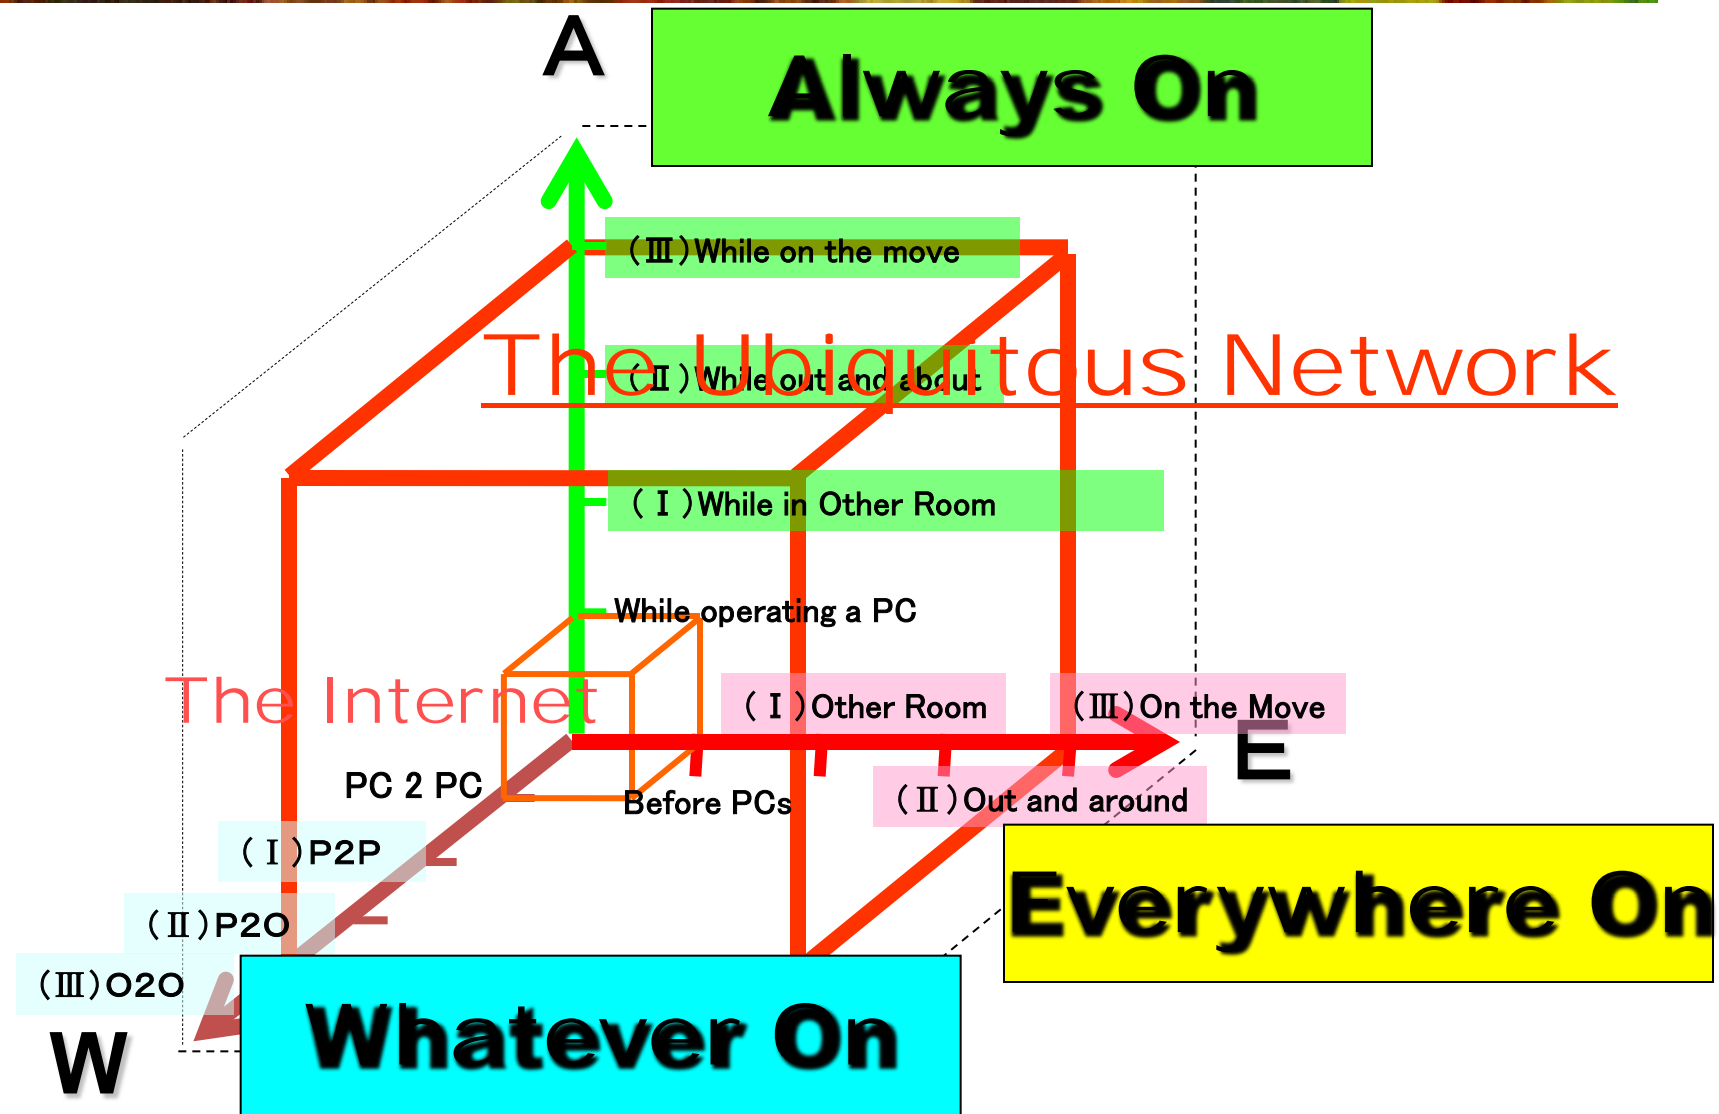 A
Always On
(Ⅲ)While on the move
The Ubiquitous Network
(Ⅱ)While out and about
(Ⅰ)While in Other Room
While operating a PC
The Internet
(Ⅰ)Other Room
(Ⅲ)On the Move
E
PC 2 PC
Before PCs
(Ⅱ)Out and around
(Ⅰ)P2P
(Ⅱ)P2O
Everywhere On
(Ⅲ)O2O
Whatever On
W